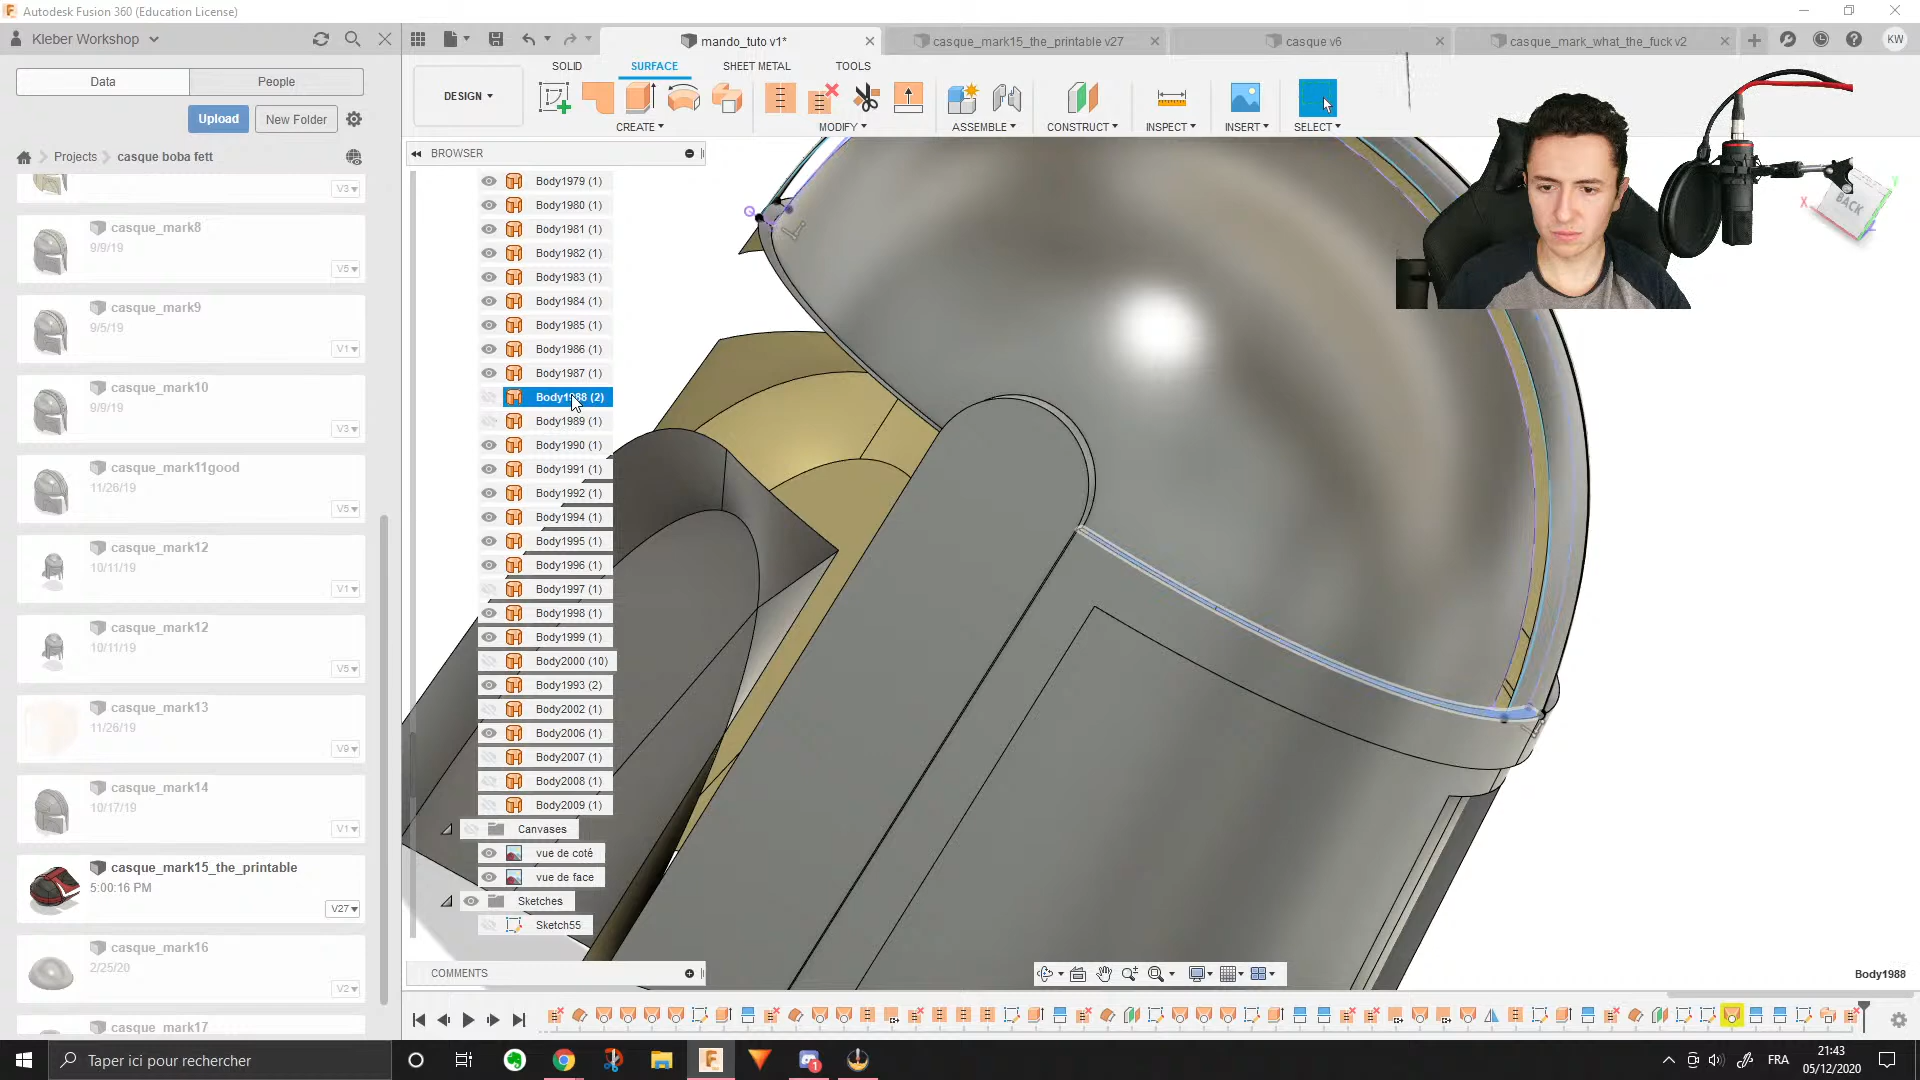 Autodesk Fusion 360 (Education License)
Kleber Workshop
mando_tuto v1*
casque_mark15_the_printable v27
casque v6
casque_mark_what_the_fuck v2
KW
Data
People
Upload
New Folder
Projects
casque boba fett
V3
casque_mark8
9/9/19
V5
casque_mark9
9/5/19
V1
casque_mark10
9/9/19
V3
casque_mark11good
11/26/19
V5
casque_mark12
10/11/19
V1
casque_mark12
10/11/19
V5
casque_mark13
11/26/19
V9
casque_mark14
10/17/19
V1
casque_mark15_the_printable
5:00:16 PM
V27
casque_mark16
2/25/20
V2
casque_mark17
DESIGN
SOLID
SURFACE
SHEET METAL
TOOLS
CREATE
MODIFY
ASSEMBLE
CONSTRUCT
INSPECT
INSERT
SELECT
BROWSER
Body1979 (1)
Body1980 (1)
Body1981 (1)
Body1982 (1)
Body1983 (1)
Body1984 (1)
Body1985 (1)
Body1986 (1)
Body1987 (1)
Body1988 (2)
Body1989 (1)
Body1990 (1)
Body1991 (1)
Body1992 (1)
Body1994 (1)
Body1995 (1)
Body1996 (1)
Body1997 (1)
Body1998 (1)
Body1999 (1)
Body2000 (10)
Body1993 (2)
Body2002 (1)
Body2006 (1)
Body2007 (1)
Body2008 (1)
Body2009 (1)
Canvases
vue de coté
vue de face
Sketches
Sketch55
COMMENTS
BACK
X
Y
Z
Body1988
Taper ici pour rechercher
1
FRA
21:43
05/12/2020